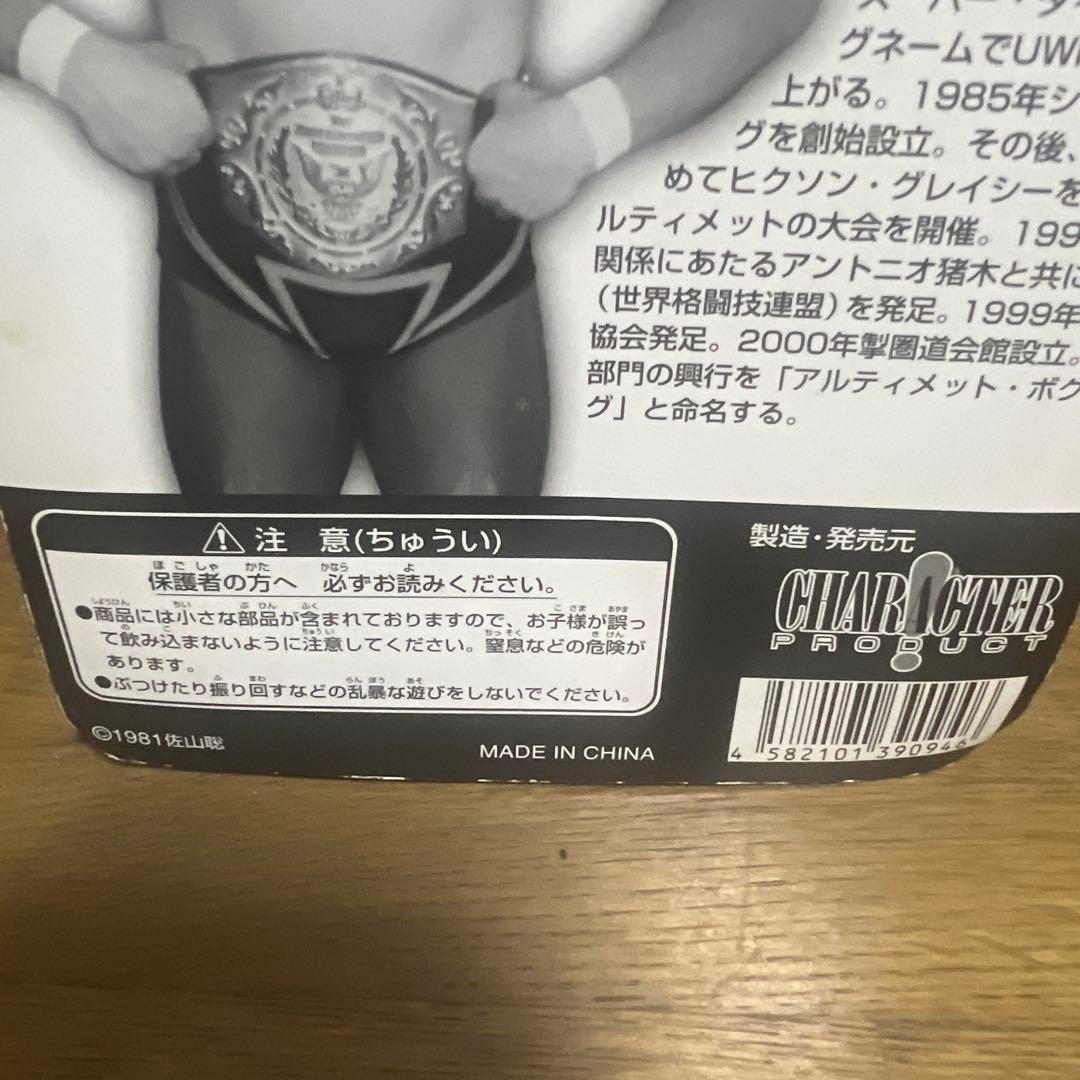 スーパー・タ
グネームでUW
上がる。1985年シ
グを創始設立。その後、
めてヒクソン・グレイシーを
ルティメットの大会を開催。199
関係にあたるアントニオ猪木と共に
(世界格闘技連盟)を発足。1999年
協会発足。2000年掣圏道会館設立。
部門の興行を「アルティメット・ボク
グ」と命名する。
注 意(ちゅうい)
保護者の方へ 必ずお読みください。
●商品には小さな部品が含まれておりますので、お子様が誤っ
て飲み込まないように注意してください。窒息などの危険が
あります。
●ぶつけたり振り回すなどの乱暴な遊びをしないでください。
©1981佐山聡
MADE IN CHINA
製造・発売元
CHARACTER
PRODUCT
4 582101 390946